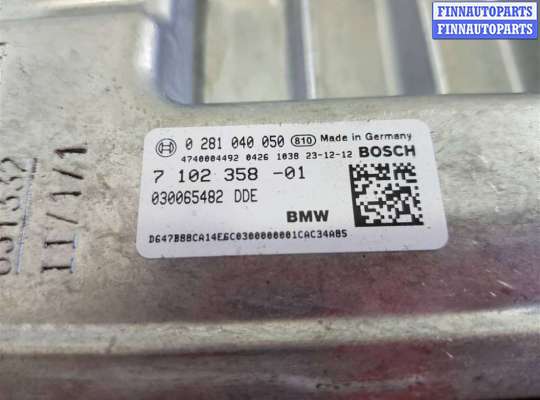 FINNAUTOPARTS
FINNAUTOPARTS
0 281 040 050 810 Made in Germany
4740004492 0426 1038 23-12-12 BOSCH
7 102 358 -01
030065482 DDE
BMW
D647B88CA14E6C0300000001CAC34A85
II/1/1